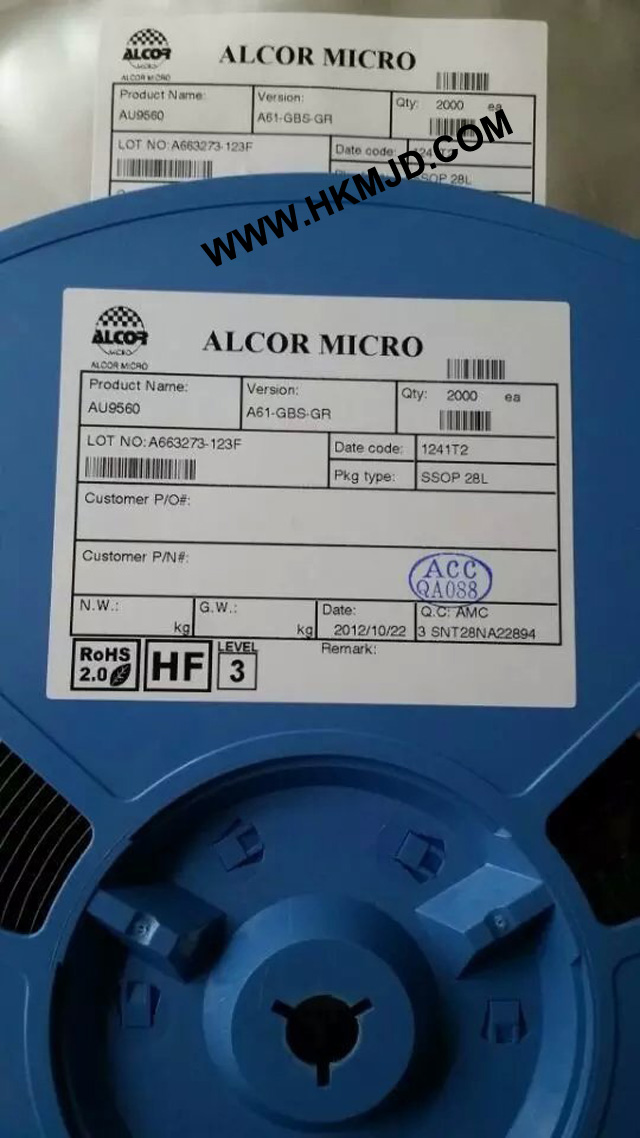 ALCOR
MICRO
ALCOR MICRO
ALCOR MICRO
Product Name:
AU9560
Version:
A61-GBS-GR
Qty: 2000 ea
LOT NO:A663273-123F
Date code: 1241T2
SSOP 28L
WWW.HKMJD.COM
ALCOR
MICRO
ALCOR MICRO
ALCOR MICRO
Product Name:
AU9560
Version:
A61-GBS-GR
Qty: 2000 ea
LOT NO:A663273-123F
Date code: 1241T2
Pkg type: SSOP 28L
Customer P/O#:
Customer P/N#:
ACC
QA088
N.W.: kg
G.W.: kg
Date:
2012/10/22
Q.C: AMC
3 SNT28NA22894
RoHS
2.0
HF
LEVEL
3
Remark: